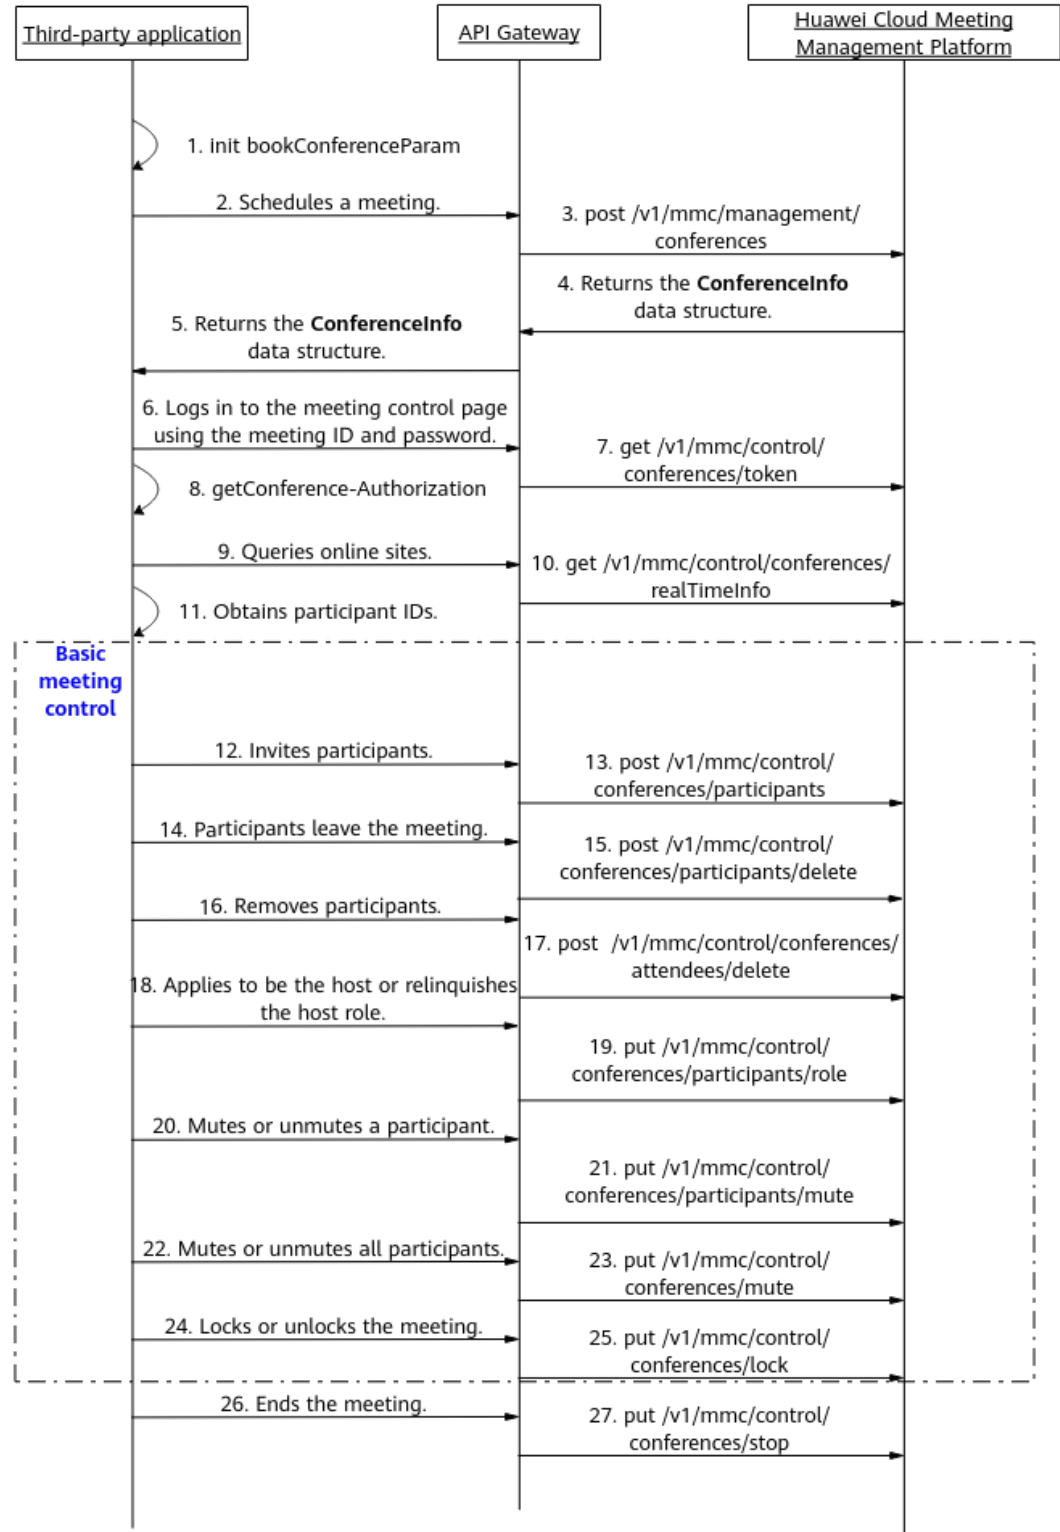 Third-party application
API Gateway
Huawei Cloud Meeting
Management Platform
1. init bookConferenceParam
2. Schedules a meeting.
3. post /v1/mmc/management/
conferences
4. Returns the ConferenceInfo
data structure.
5. Returns the ConferenceInfo
data structure.
6. Logs in to the meeting control page
using the meeting ID and password.
7. get /v1/mmc/control/
conferences/token
8. getConference-Authorization
9. Queries online sites.
10. get /v1/mmc/control/conferences/
realTimeInfo
11. Obtains participant IDs.
Basic
meeting
control
12. Invites participants.
13. post /v1/mmc/control/
conferences/participants
14. Participants leave the meeting.
15. post /v1/mmc/control/
conferences/participants/delete
16. Removes participants.
17. post  /v1/mmc/control/conferences/
attendees/delete
18. Applies to be the host or relinquishes
the host role.
19. put /v1/mmc/control/
conferences/participants/role
20. Mutes or unmutes a participant.
21. put /v1/mmc/control/
conferences/participants/mute
22. Mutes or unmutes all participants.
23. put /v1/mmc/control/
conferences/mute
24. Locks or unlocks the meeting.
25. put /v1/mmc/control/
conferences/lock
26. Ends the meeting.
27. put /v1/mmc/control/
conferences/stop